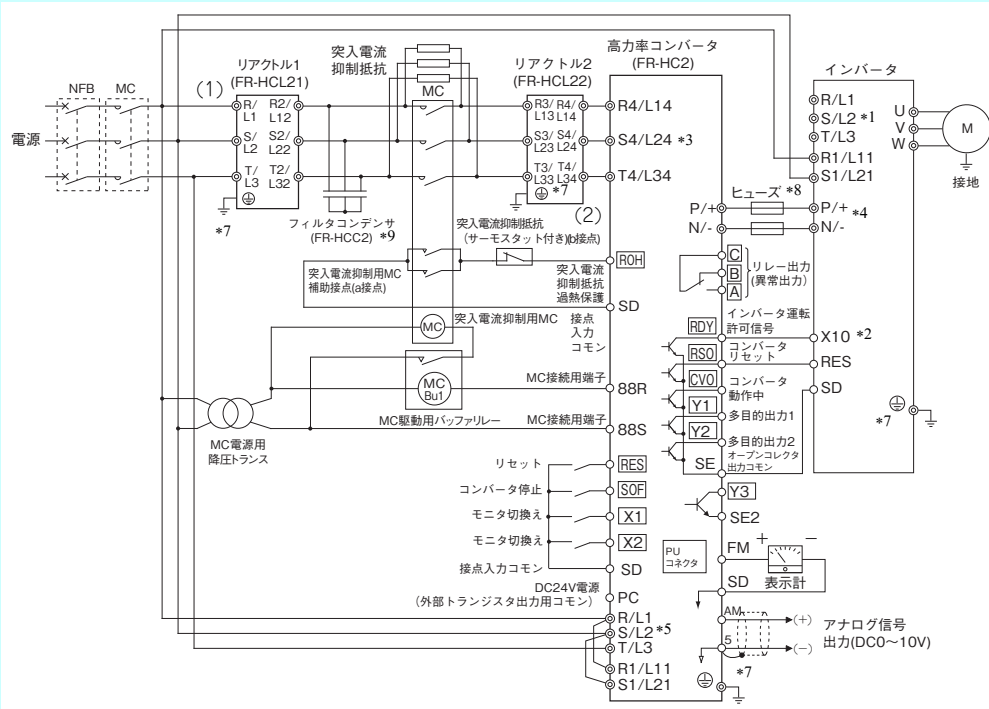 高力率コンバータ
(FR-HC2)
インバータ
突入電流
抑制抵抗
リアクトル1
(FR-HCL21)
リアクトル2
(FR-HCL22)
NFB
MC
(1)
MC
電源
R/
L1
R2/
L12
S/
L2
S2/
L22
T/
L3
T2/
L32
*7
R3/
L13
R4/
L14
S3/
L23
S4/
L24
T3/
L33
T4/
L34
*7
(2)
R4/L14
S4/L24 *3
T4/L34
R/L1
S/L2 *1
T/L3
R1/L11
S1/L21
U
V
W
M
接地
フィルタコンデンサ
(FR-HCC2) *9
突入電流抑制抵抗
(サーモスタット付き)(b接点)
ヒューズ *8
P/+
N/-
P/+ *4
N/-
突入電流抑制用MC
補助接点(a接点)
ROH
突入電流
抑制抵抗
過熱保護
SD
C
B
A
リレー出力
(異常出力)
MC
突入電流抑制用MC
接点
入力
コモン
RDY
インバータ運転
許可信号
X10 *2
RSO
コンバータ
リセット
RES
MC
Bu1
MC駆動用バッファリレー
MC接続用端子
88R
CVO
コンバータ
動作中
SD
Y1
多目的出力1
MC接続用端子
88S
Y2
多目的出力2
オープンコレクタ
出力コモン
SE
*7
MC電源用
降圧トランス
リセット
RES
コンバータ停止
SOF
モニタ切換え
X1
モニタ切換え
X2
接点入力コモン
SD
Y3
SE2
PU
コネクタ
FM
+
−
表示計
SD
DC24V電源
(外部トランジスタ出力用コモン)
PC
R/L1
S/L2 *5
T/L3
R1/L11
S1/L21
AM
(+)
5
(−)
アナログ信号
出力(DC0～10V)
*7